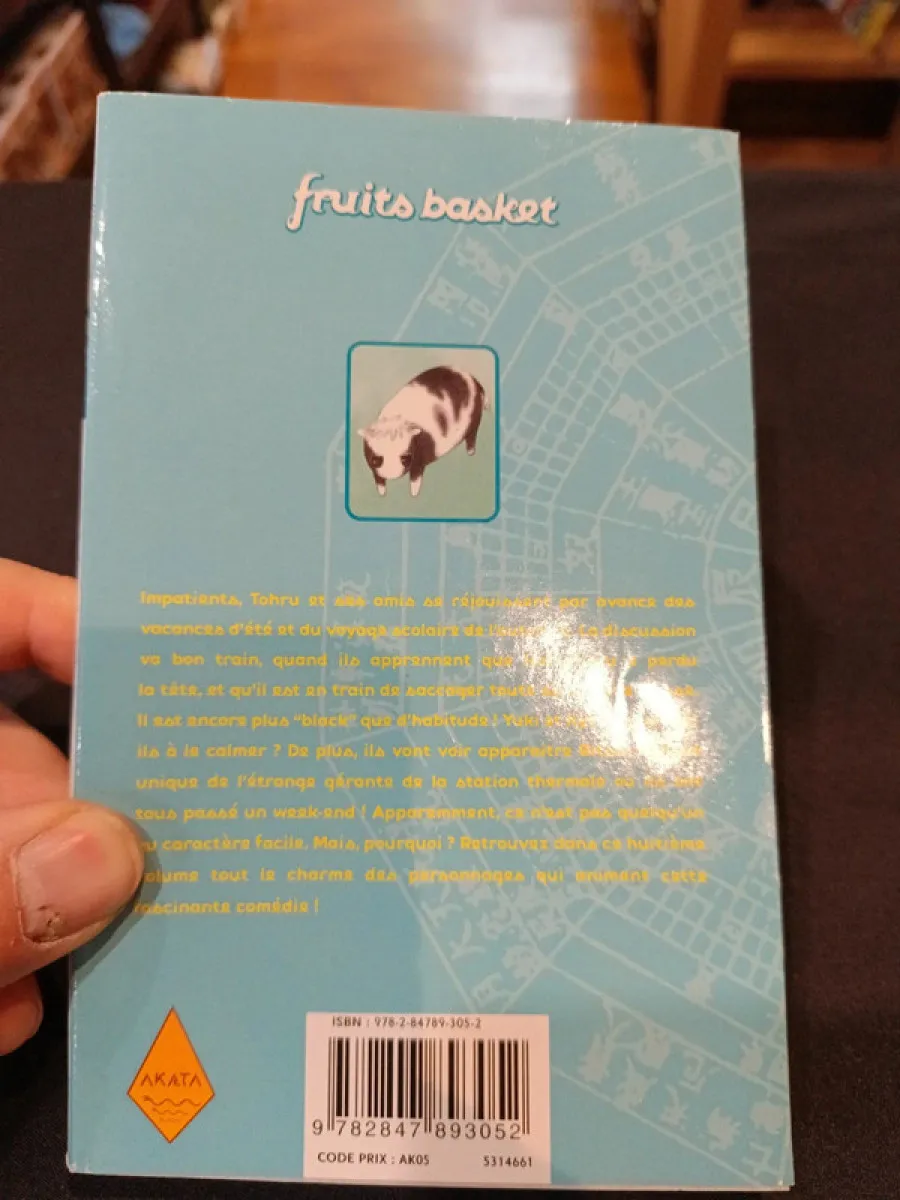 fruits basket
Impatients, Tohru et ses amis se réjouissent par avance des
vacances d'été et du voyage scolaire de
discussion
va bon train, quand ils apprennent que perdu
la tête, et qu'il est en train de saccager toute
Il est encore plus "black" que d'habitude ! Yuki
ils à le calmer ? De plus, ils vont voir apparaître
unique de l'étrange gérante de la station thermale
tous passé un week-end ! Apparemment, ce n'est pas quelqu'un
caractère facile. Mais, pourquoi ? Retrouvez dans ce huitième
volume tout le charme des personnages qui animent cette
fascinante comédie !
AKATA
ISBN : 978-2-84789-305-2
9 782847 893052
CODE PRIX : AK05 5314661